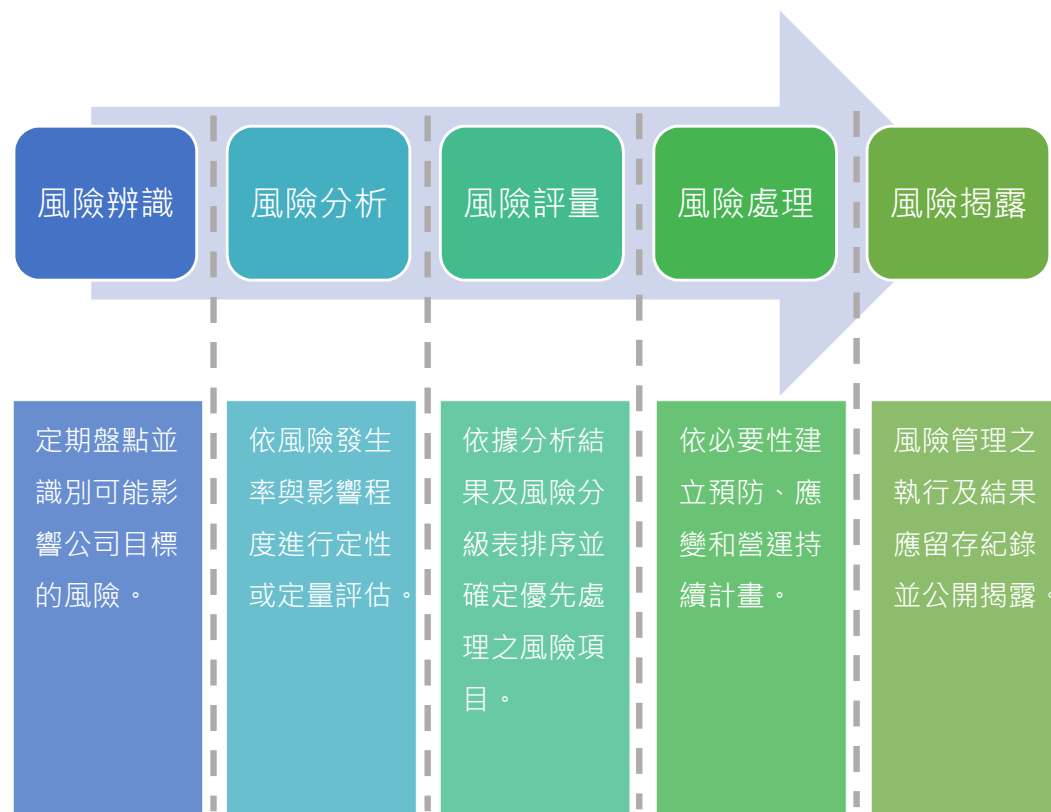 風險辨識
風險分析
風險評量
風險處理
風險揭露
定期盤點並
識別可能影
響公司目標
的風險。
依風險發生
率與影響程
度進行定性
或定量評估。
依據分析結
果及風險分
級表排序並
確定優先處
理之風險項
目。
依必要性建
立預防、應
變和營運持
續計畫。
風險管理之
執行及結果
應留存紀錄
並公開揭露。